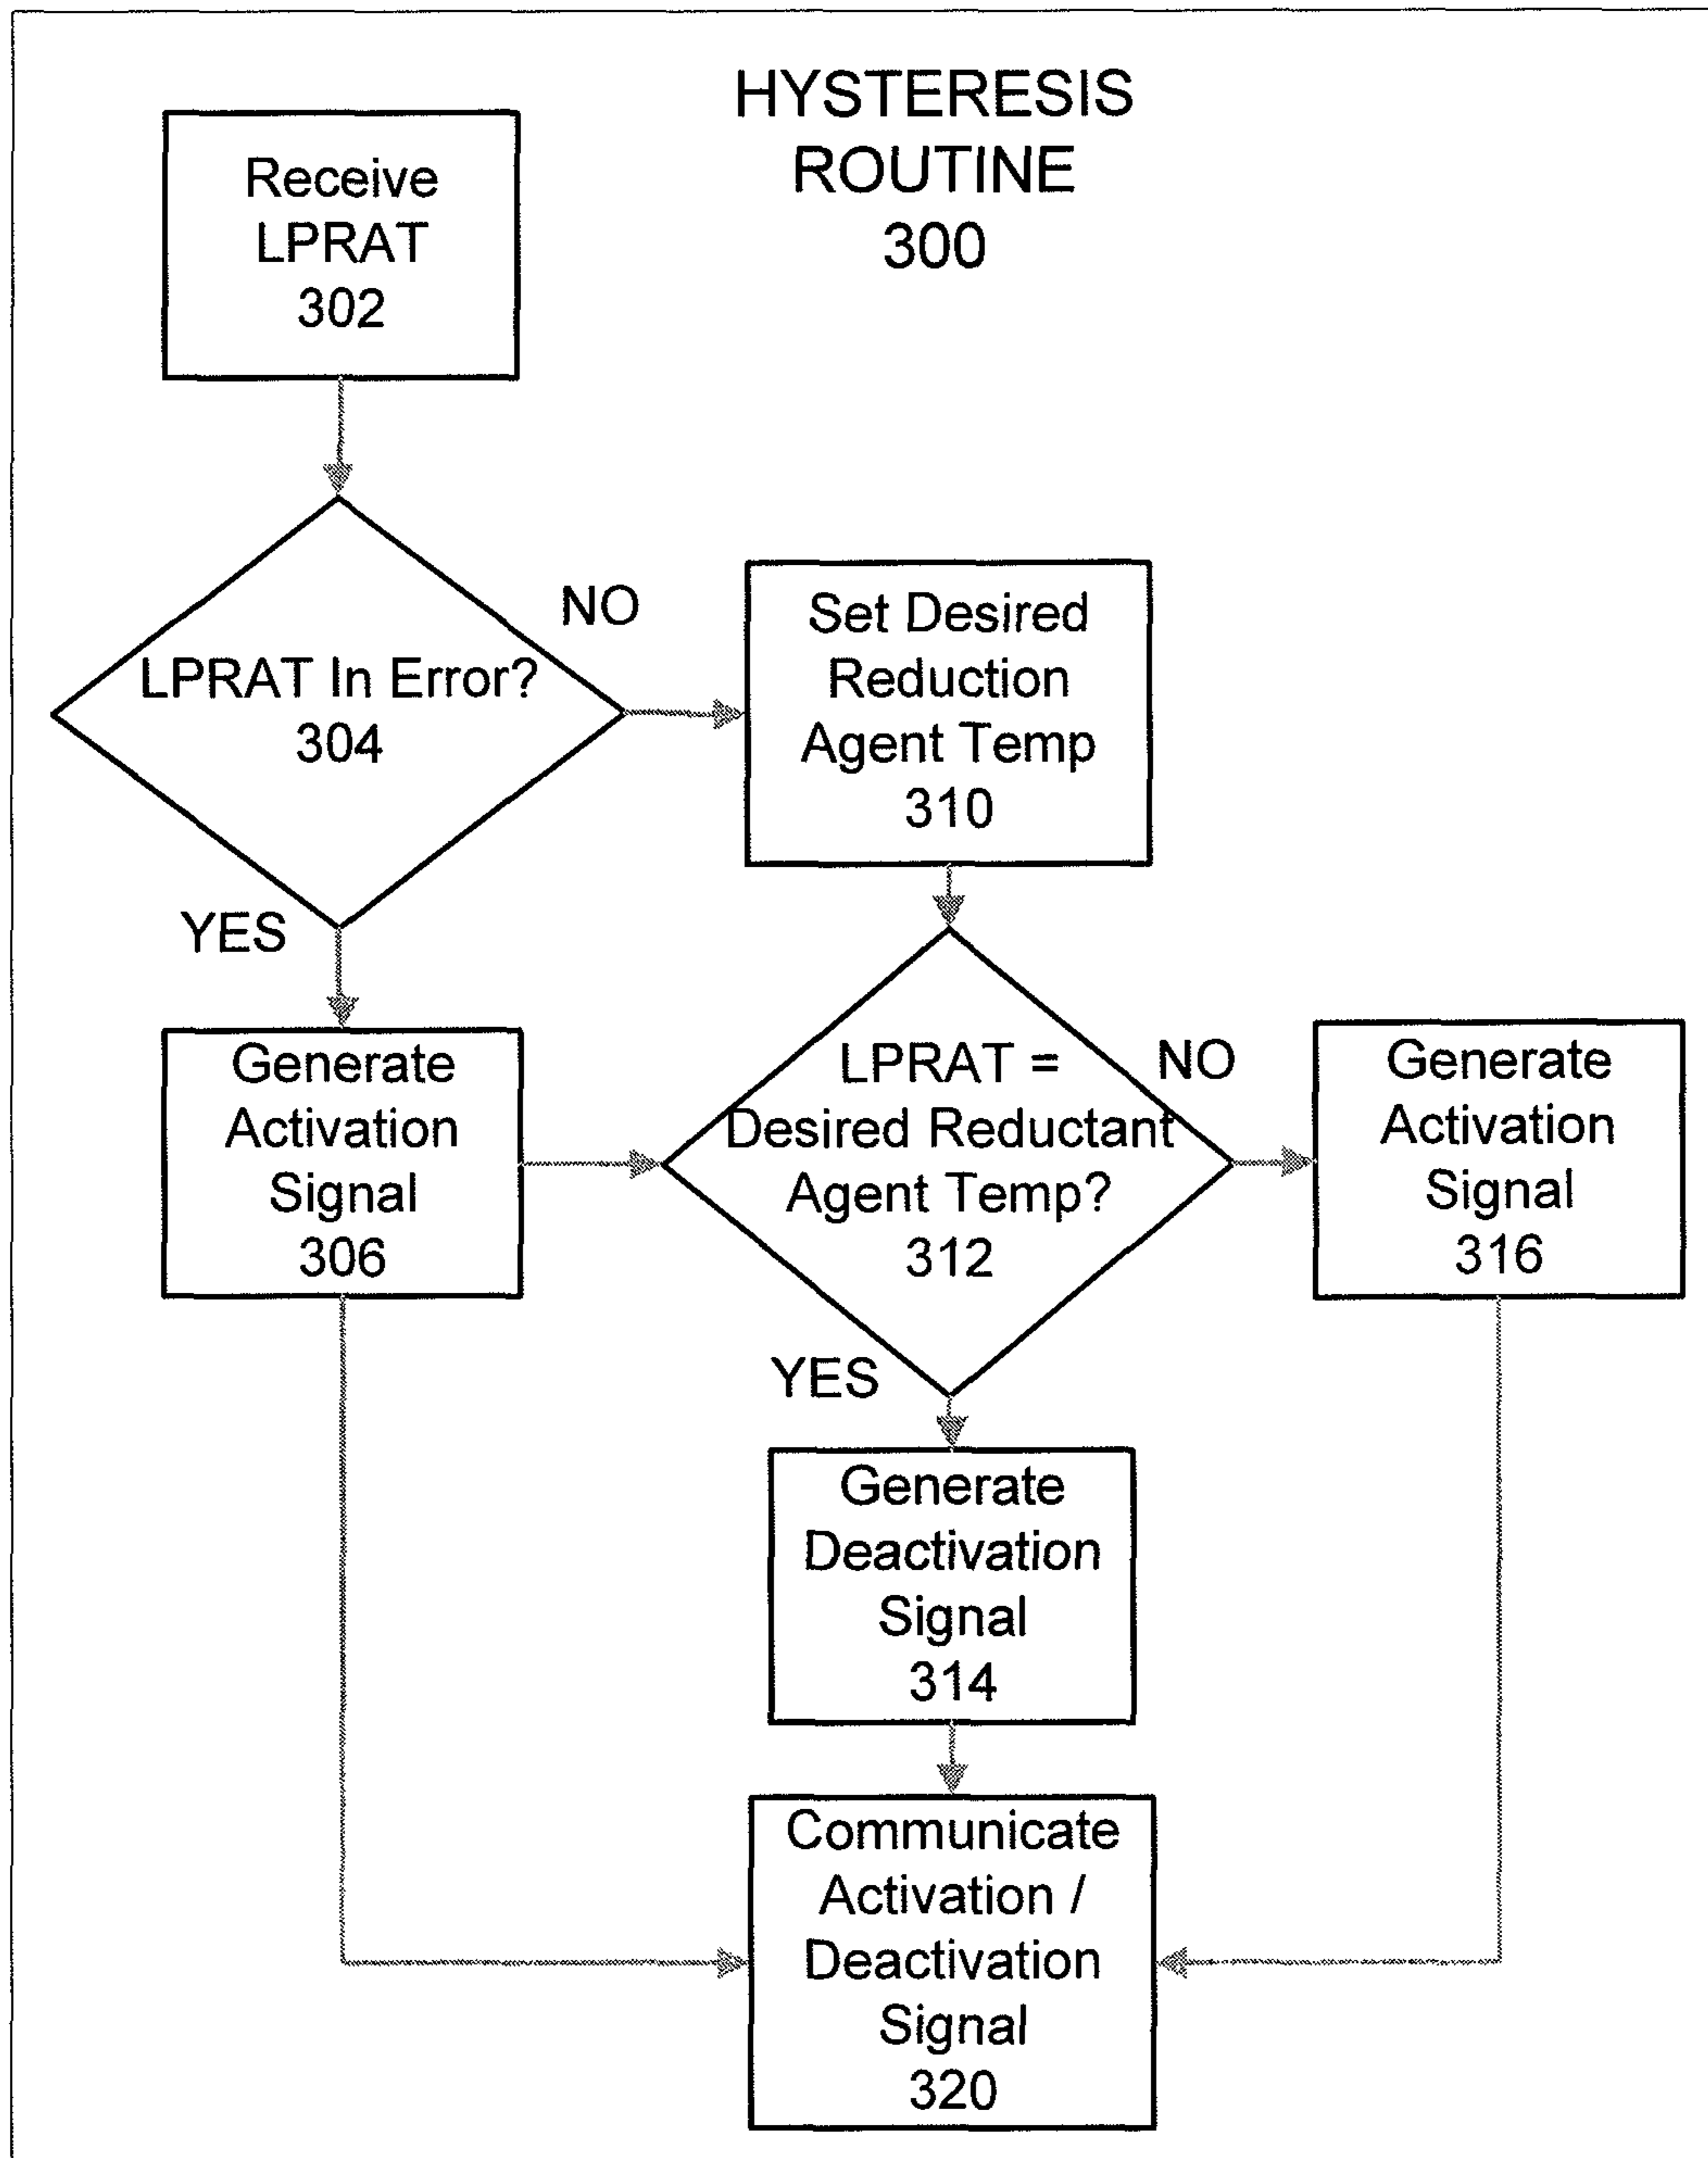 HYSTERESIS
ROUTINE
300
Receive
LPRAT
302
LPRAT In Error?
304
NO
YES
Set Desired
Reduction
Agent Temp
310
Generate
Activation
Signal
306
LPRAT =
Desired Reductant
Agent Temp?
312
NO
YES
Generate
Activation
Signal
316
Generate
Deactivation
Signal
314
Communicate
Activation /
Deactivation
Signal
320